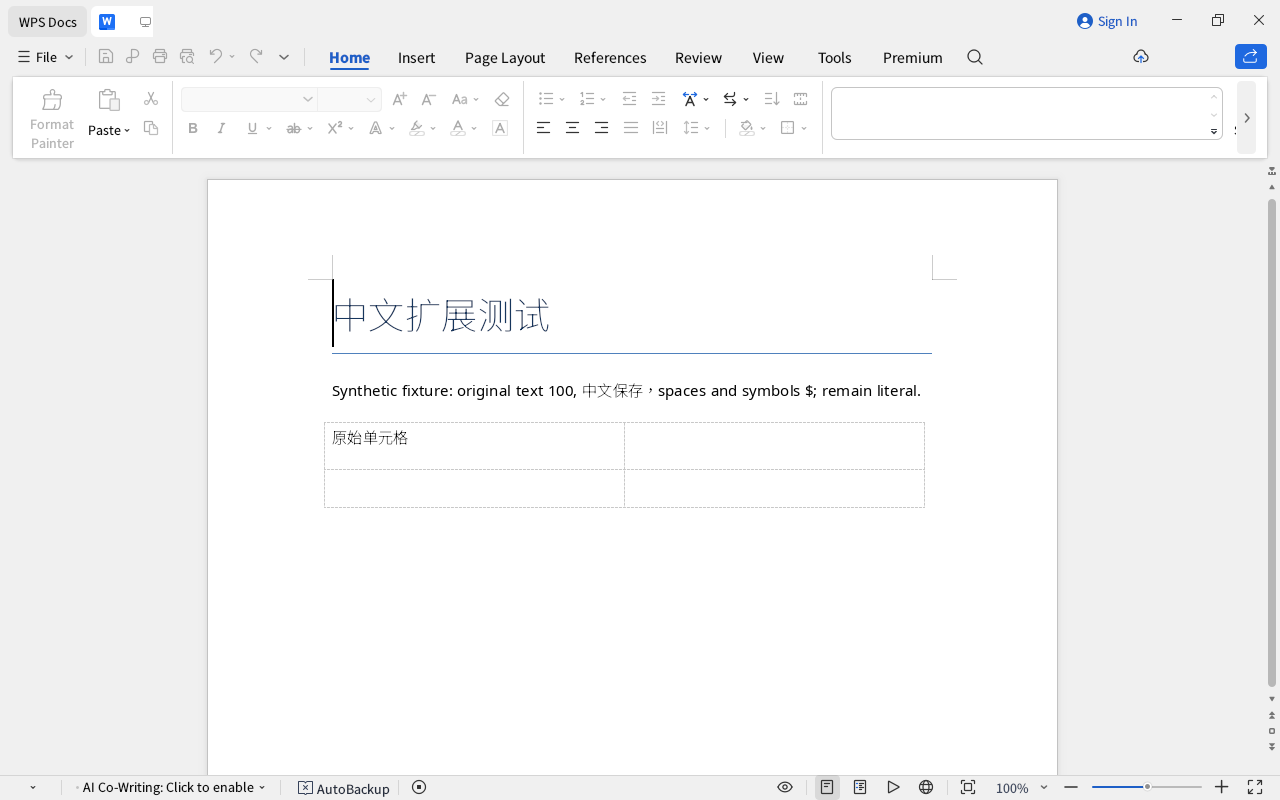 WPS Docs
Sign In
File
Home
Insert
Page Layout
References
Review
View
Tools
Premium
Format
Painter
Paste
中文扩展测试
Synthetic fixture: original text 100, 中文保存，spaces and symbols $; remain literal.
原始单元格
AI Co-Writing: Click to enable
AutoBackup
100%